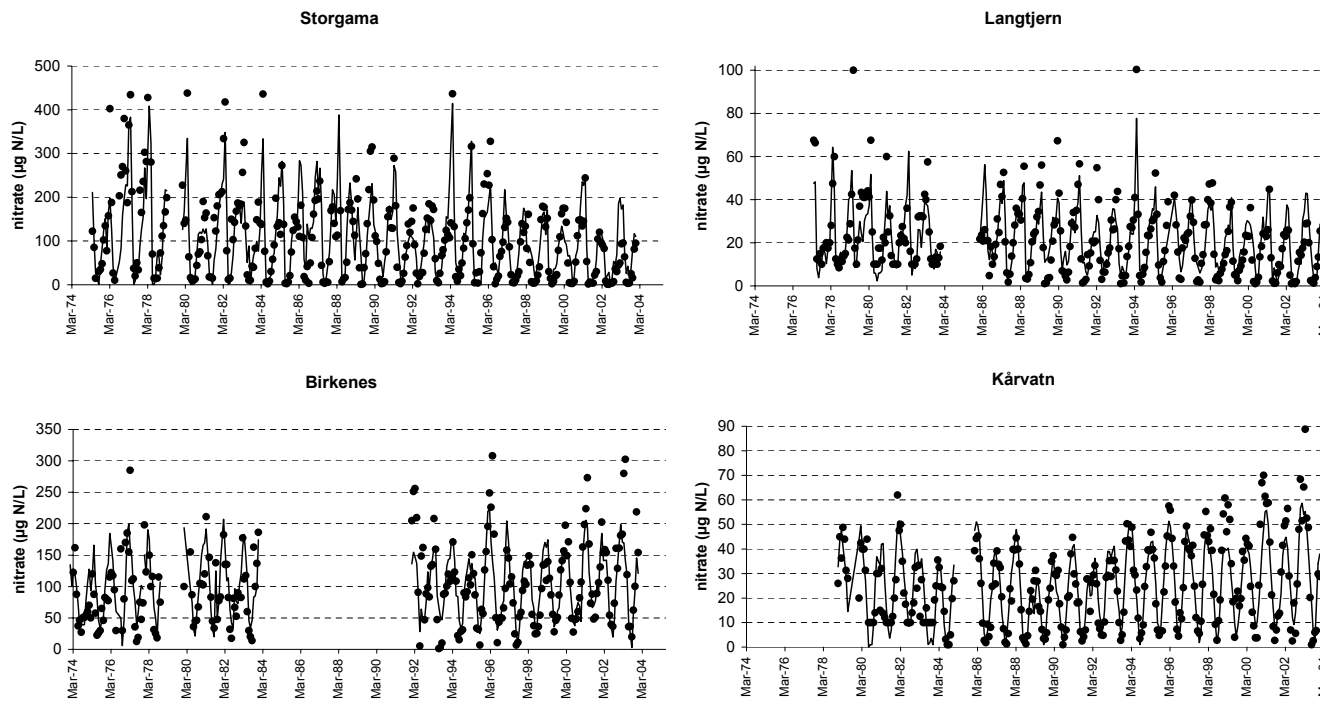 Storgama
nitrate (µg N/L)
500
400
300
200
100
0
Mar-74
Mar-76
Mar-78
Mar-80
Mar-82
Mar-84
Mar-86
Mar-88
Mar-90
Mar-92
Mar-94
Mar-96
Mar-98
Mar-00
Mar-02
Mar-04
Langtjern
nitrate (µg N/L)
100
80
60
40
20
0
Mar-74
Mar-76
Mar-78
Mar-80
Mar-82
Mar-84
Mar-86
Mar-88
Mar-90
Mar-92
Mar-94
Mar-96
Mar-98
Mar-00
Mar-02
Birkenes
nitrate (µg N/L)
350
300
250
200
150
100
50
0
Mar-74
Mar-76
Mar-78
Mar-80
Mar-82
Mar-84
Mar-86
Mar-88
Mar-90
Mar-92
Mar-94
Mar-96
Mar-98
Mar-00
Mar-02
Mar-04
Kårvatn
nitrate (µg N/L)
90
80
70
60
50
40
30
20
10
0
Mar-74
Mar-76
Mar-78
Mar-80
Mar-82
Mar-84
Mar-86
Mar-88
Mar-90
Mar-92
Mar-94
Mar-96
Mar-98
Mar-00
Mar-02